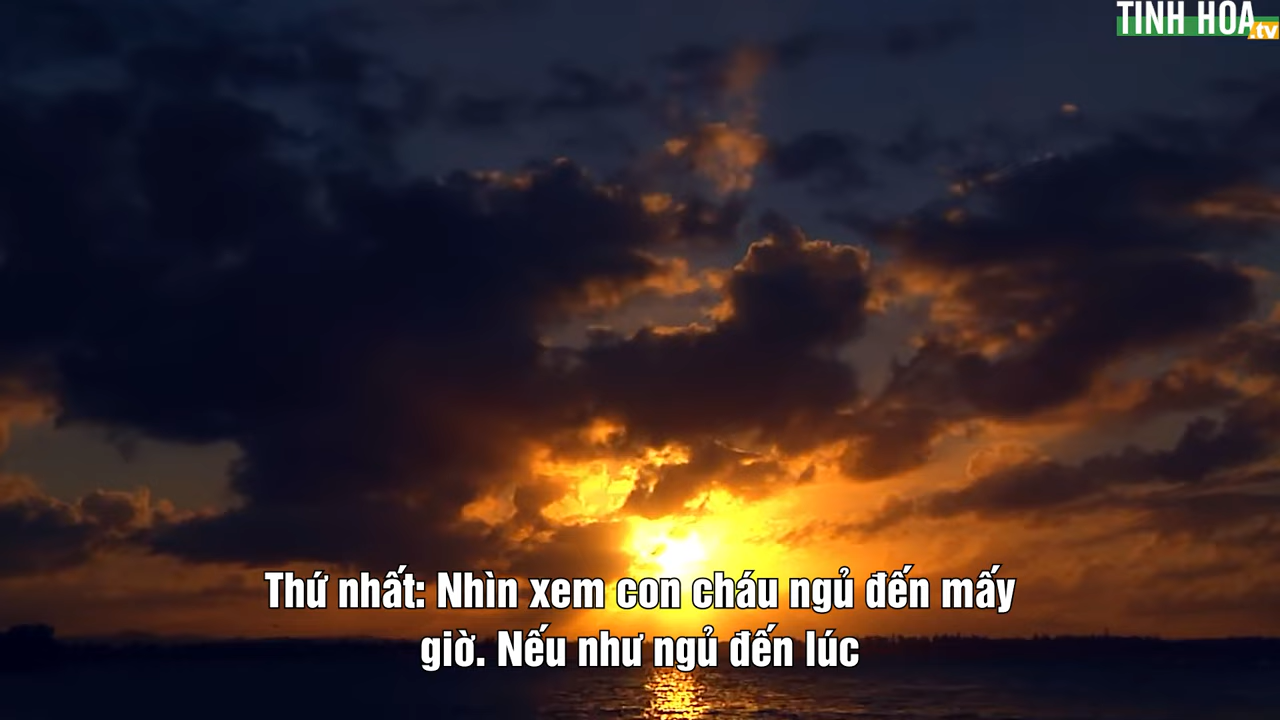 TINH HOA
.tv
Thứ nhất: Nhìn xem con cháu ngủ đến mấy
giờ. Nếu như ngủ đến lúc